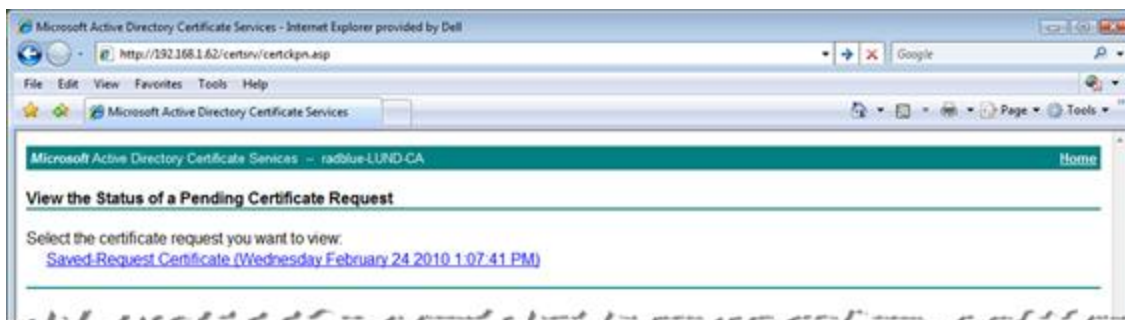 Microsoft Active Directory Certificate Services - Internet Explorer provided by Dell
http://192.168.1.62/certsrv/certckpn.asp
Google
File Edit View Favorites Tools Help
Microsoft Active Directory Certificate Services
Page Tools
Microsoft Active Directory Certificate Services -- radblue-LUND-CA
Home
View the Status of a Pending Certificate Request
Select the certificate request you want to view:
Saved-Request Certificate (Wednesday February 24 2010 1:07:41 PM)